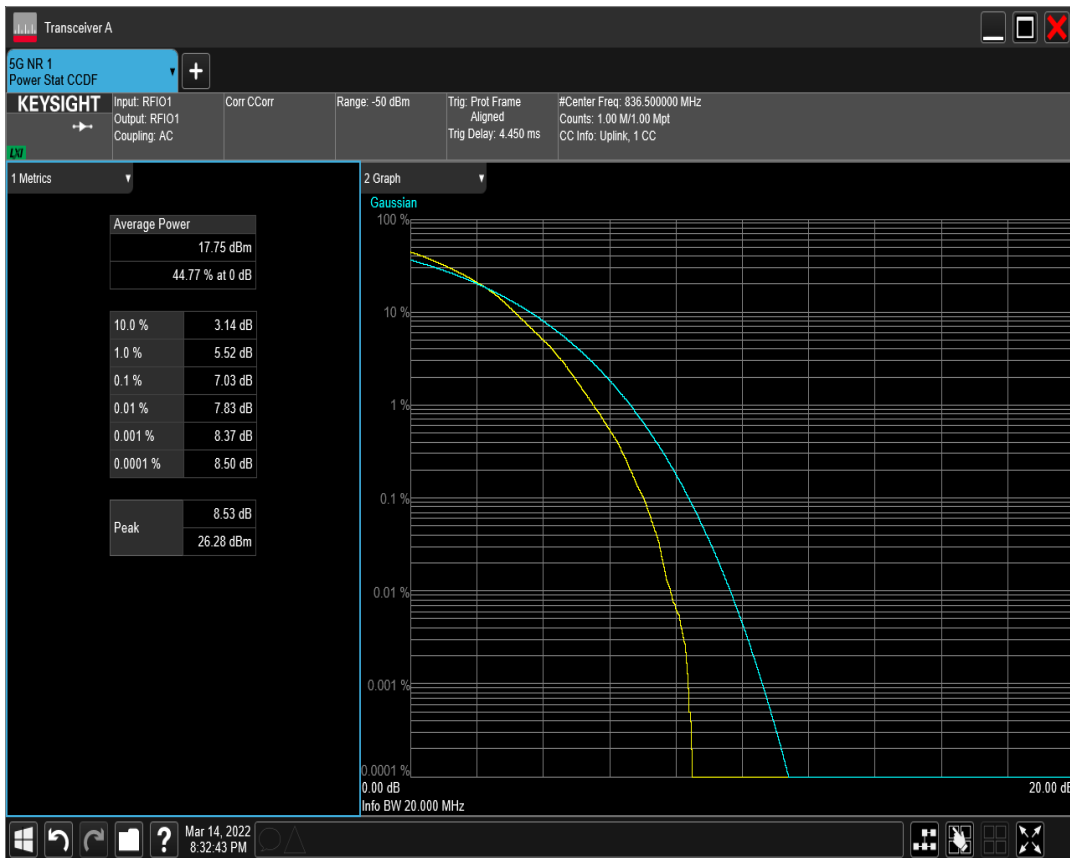 Transceiver A
5G NR 1
Power Stat CCDF
KEYSIGHT
LXI
Input: RFIO1
Output: RFIO1
Coupling: AC
Corr CCorr
Range: -50 dBm
Trig: Prot Frame
Aligned
Trig Delay: 4.450 ms
#Center Freq: 836.500000 MHz
Counts: 1.00 M/1.00 Mpt
CC Info: Uplink, 1 CC
1 Metrics
Average Power
17.75 dBm
44.77 % at 0 dB
10.0 % 3.14 dB
1.0 % 5.52 dB
0.1 % 7.03 dB
0.01 % 7.83 dB
0.001 % 8.37 dB
0.0001 % 8.50 dB
Peak
8.53 dB
26.28 dBm
2 Graph
Gaussian
100 %
10 %
1 %
0.1 %
0.01 %
0.001 %
0.0001 %
0.00 dB 20.00 dB
Info BW 20.000 MHz
Mar 14, 2022
8:32:43 PM